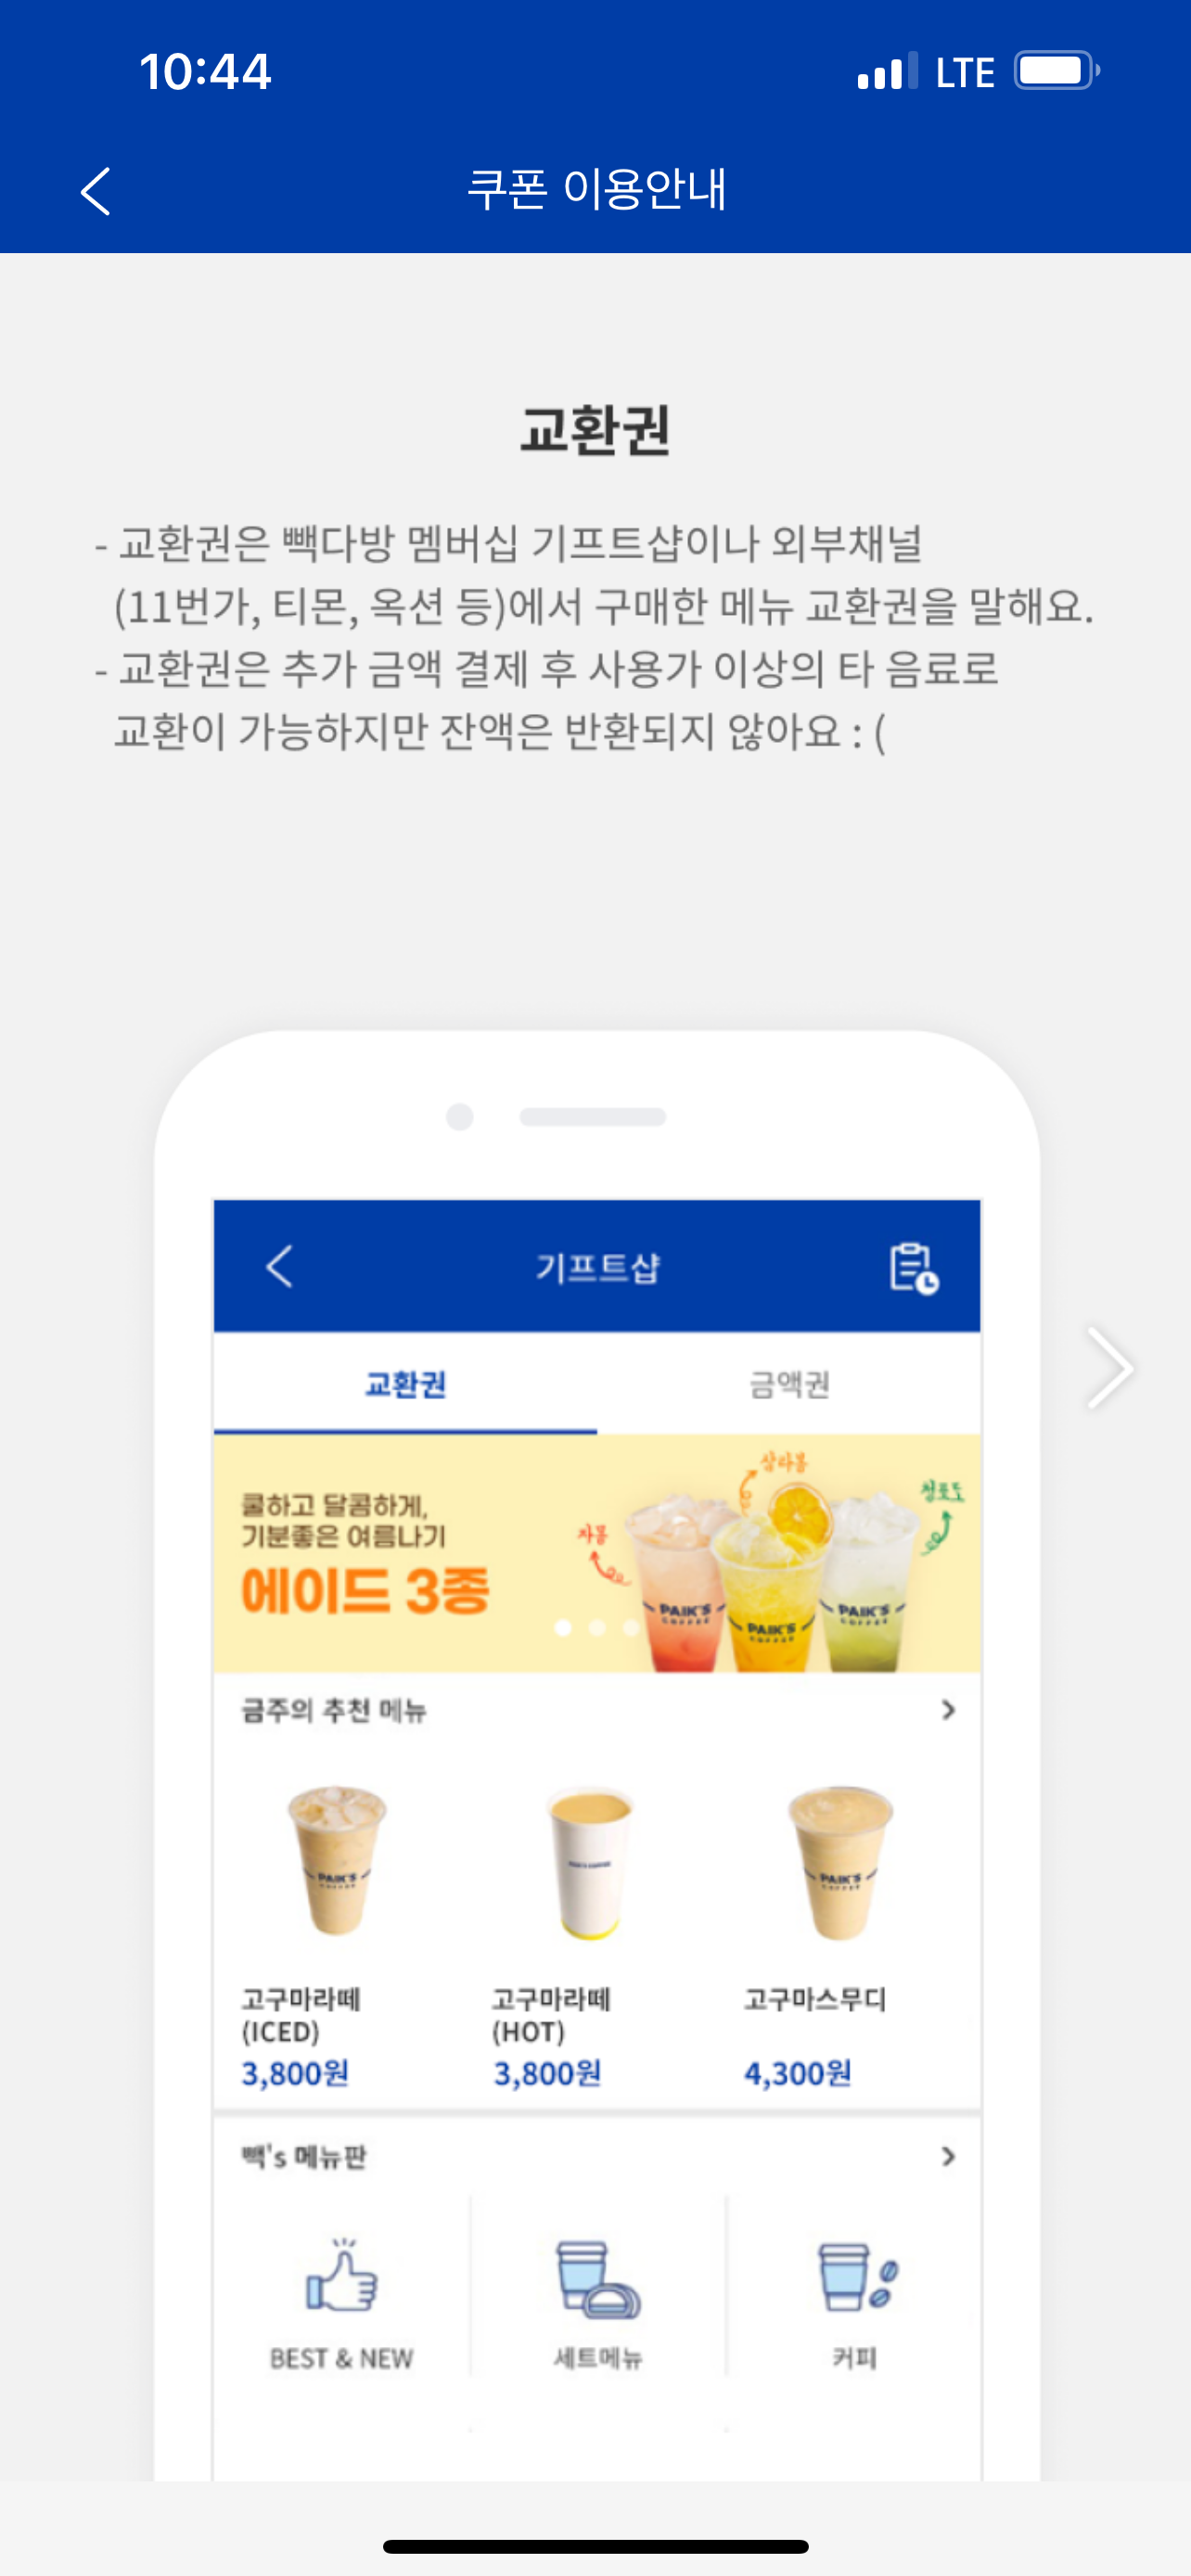 10:44
LTE
쿠폰 이용안내
교환권
- 교환권은 빽다방 멤버십 기프트샵이나 외부채널
(11번가, 티몬, 옥션 등)에서 구매한 메뉴 교환권을 말해요.
- 교환권은 추가 금액 결제 후 사용가 이상의 타 음료로
교환이 가능하지만 잔액은 반환되지 않아요 : (
기프트샵
교환권 금액권
쿨하고 달콤하게,
기분좋은 여름나기
에이드 3종
자몽
청포도
PAIK'S COFFEE
PAIK'S COFFEE
PAIK'S COFFEE
금주의 추천 메뉴
PAIK'S COFFEE
PAIK'S COFFEE
PAIK'S COFFEE
고구마라떼 고구마라떼 고구마스무디
(ICED) (HOT)
3,800원 3,800원 4,300원
빽's 메뉴판
BEST & NEW 세트메뉴 커피